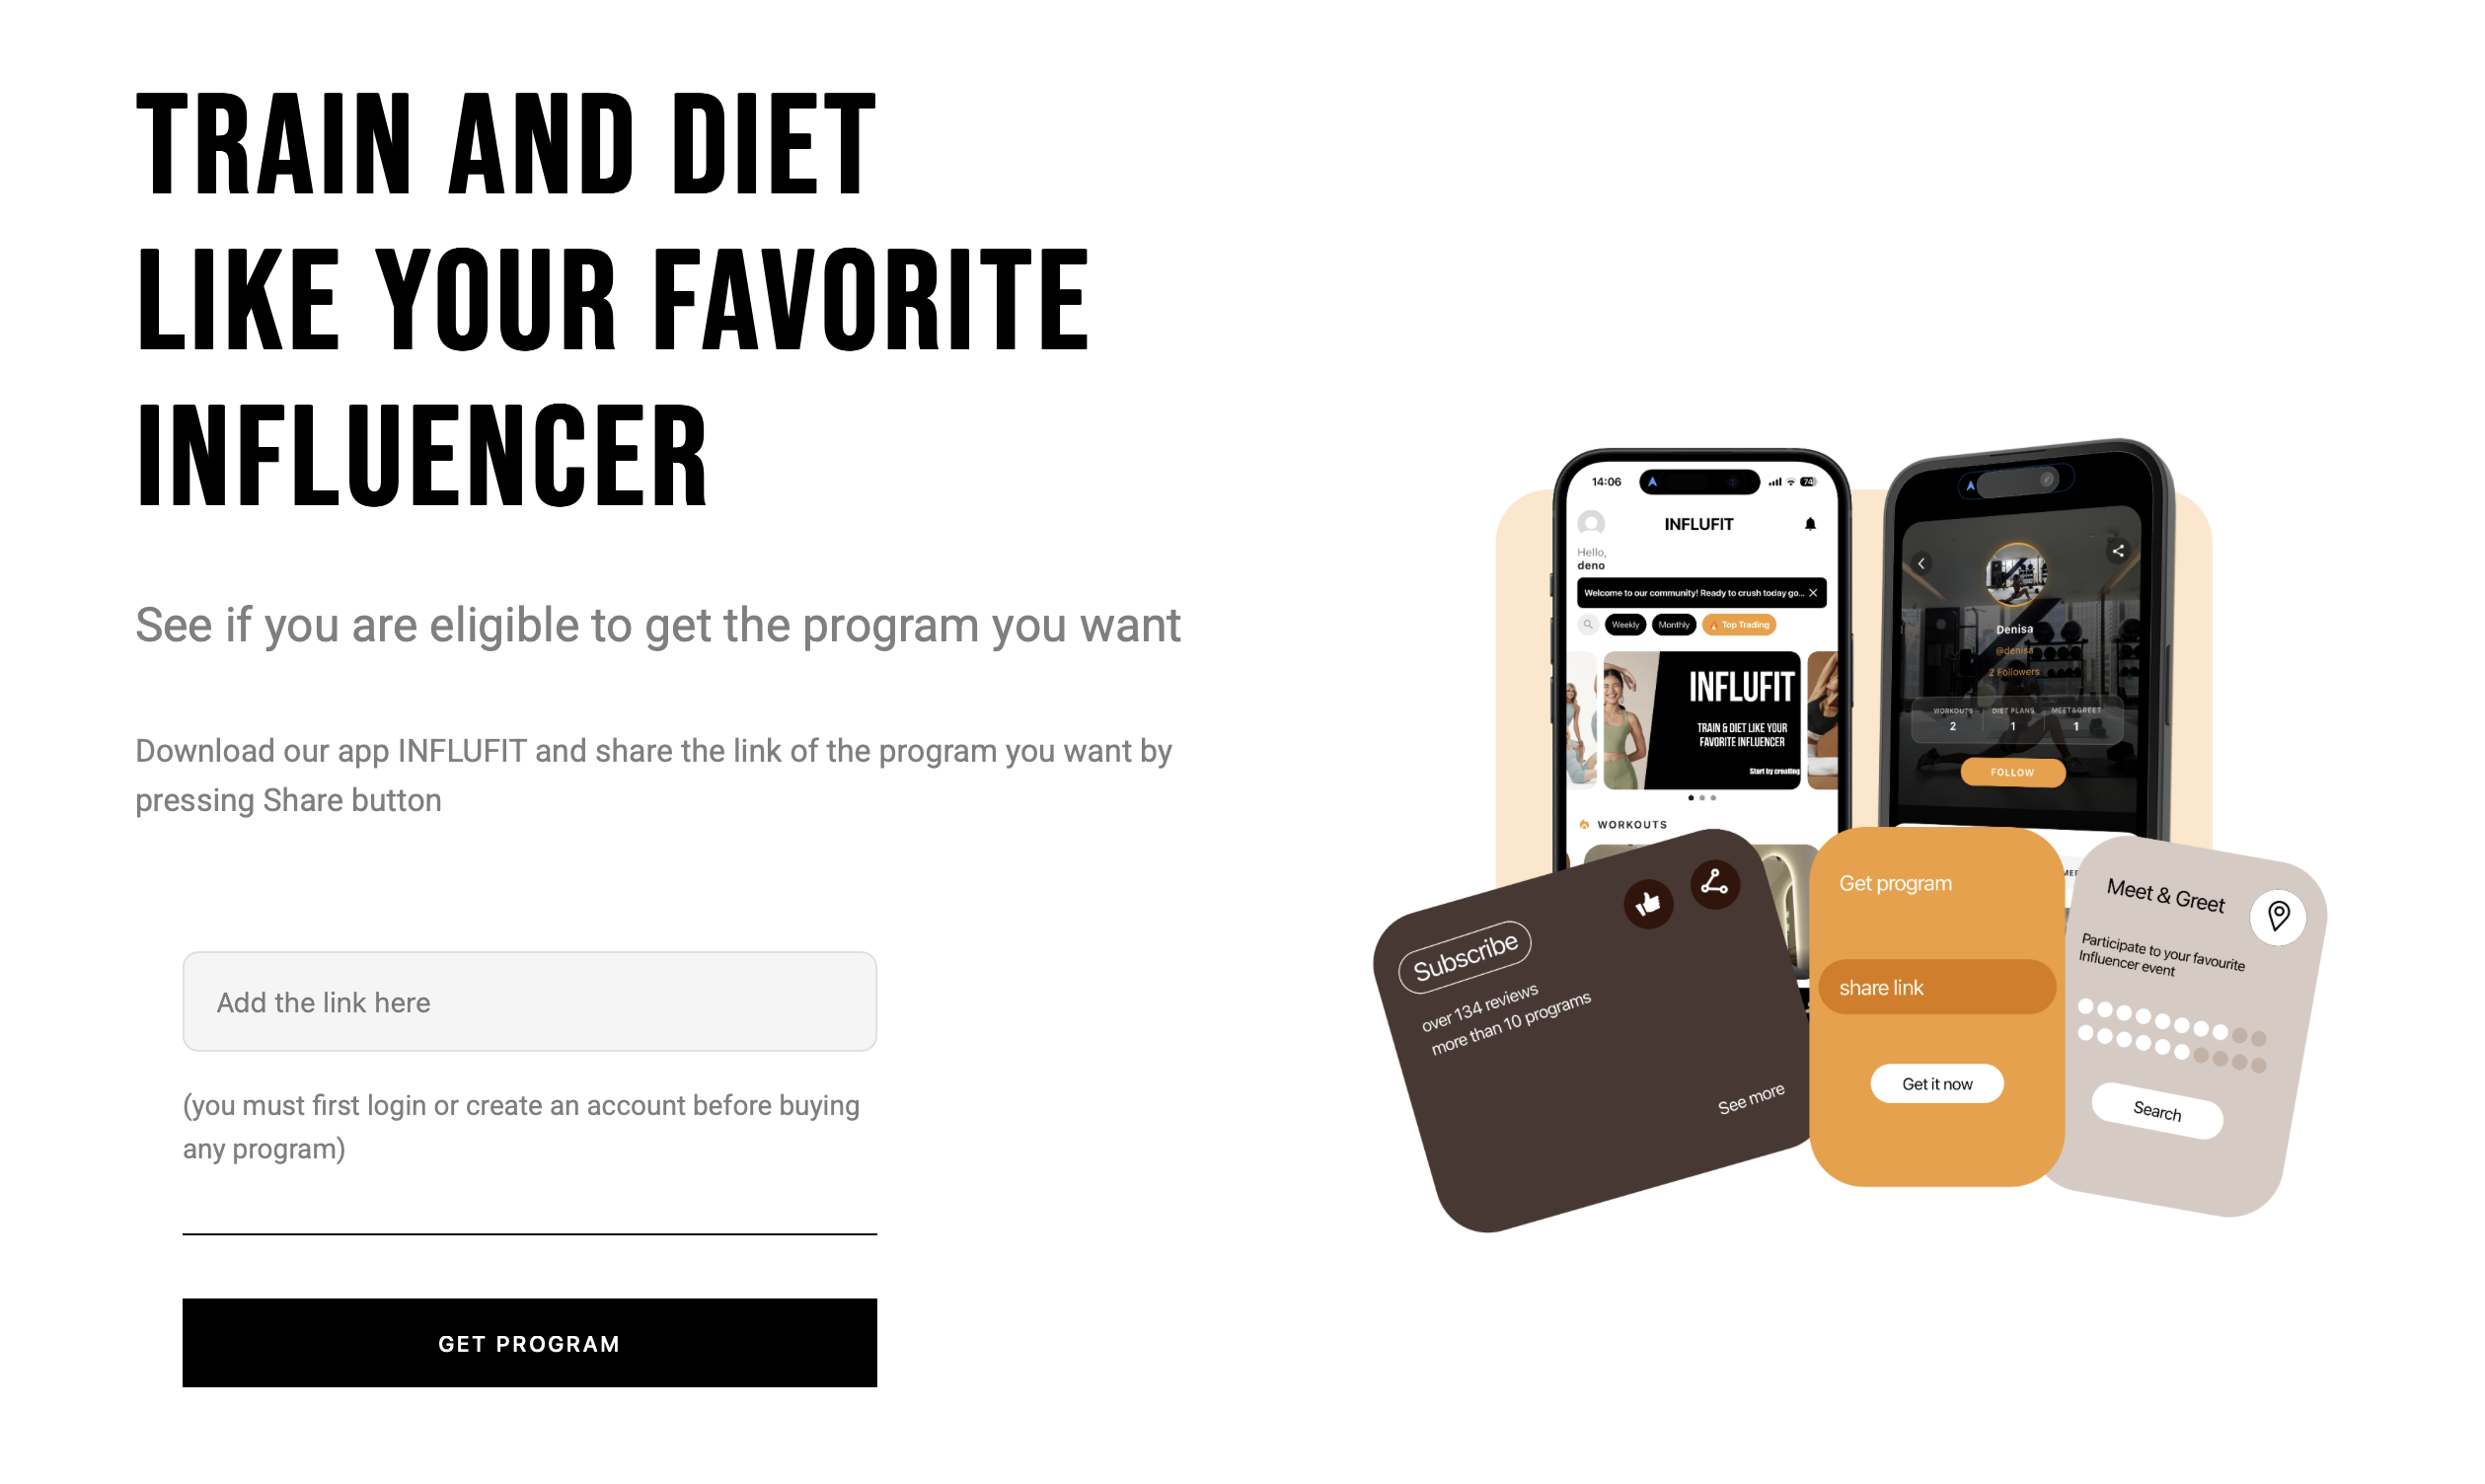 TRAIN AND DIET
LIKE YOUR FAVORITE
INFLUENCER
See if you are eligible to get the program you want
Download our app INFLUFIT and share the link of the program you want by
pressing Share button
Add the link here
(you must first login or create an account before buying
any program)
GET PROGRAM
14:06
74
INFLUFIT
Hello,
deno
Welcome to our community! Ready to crush today go...
Weekly
Monthly
Top Trading
INFLUFIT
TRAIN & DIET LIKE YOUR
FAVORITE INFLUENCER
Start by creating
WORKOUTS
Denisa
@denisa
2 Followers
WORKOUTS
DIET PLANS
MEET&GREET
2
1
1
FOLLOW
Subscribe
over 134 reviews
more than 10 programs
See more
Get program
share link
Get it now
Meet & Greet
Participate to your favourite
Influencer event
Search